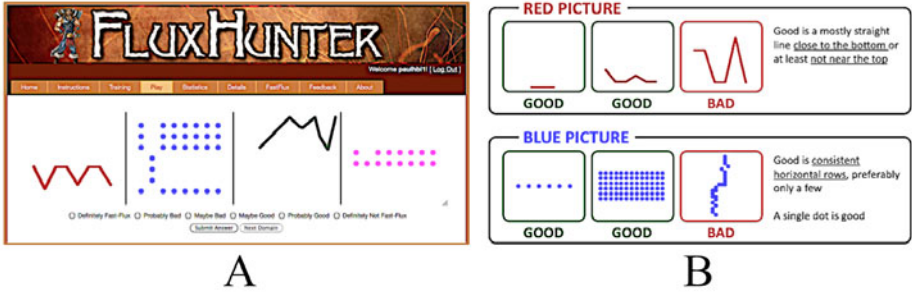 FLUXHUNTER
Welcome paulhbl1! [ Log Out ]
Home Instructions Training Play Statistics Details FastFlux Feedback About
Definitely Fast-Flux Probably Bad Maybe Bad Maybe Good Probably Good Definitely Not Fast-Flux
Submit Answer Next Domain
A
RED PICTURE
GOOD GOOD BAD
Good is a mostly straight
line close to the bottom or
at least not near the top
BLUE PICTURE
GOOD GOOD BAD
Good is consistent
horizontal rows, preferably
only a few
A single dot is good
B